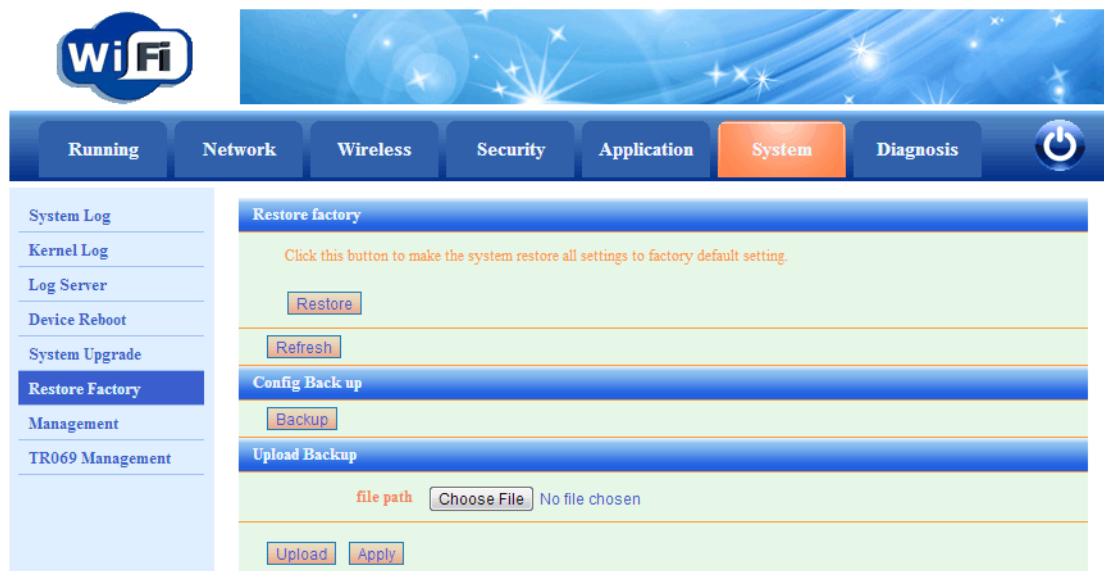 WiFi
Running Network Wireless Security Application System Diagnosis
System Log
Kernel Log
Log Server
Device Reboot
System Upgrade
Restore Factory
Management
TR069 Management
Restore factory
Click this button to make the system restore all settings to factory default setting.
Restore
Refresh
Config Back up
Backup
Upload Backup
file path Choose File No file chosen
Upload Apply